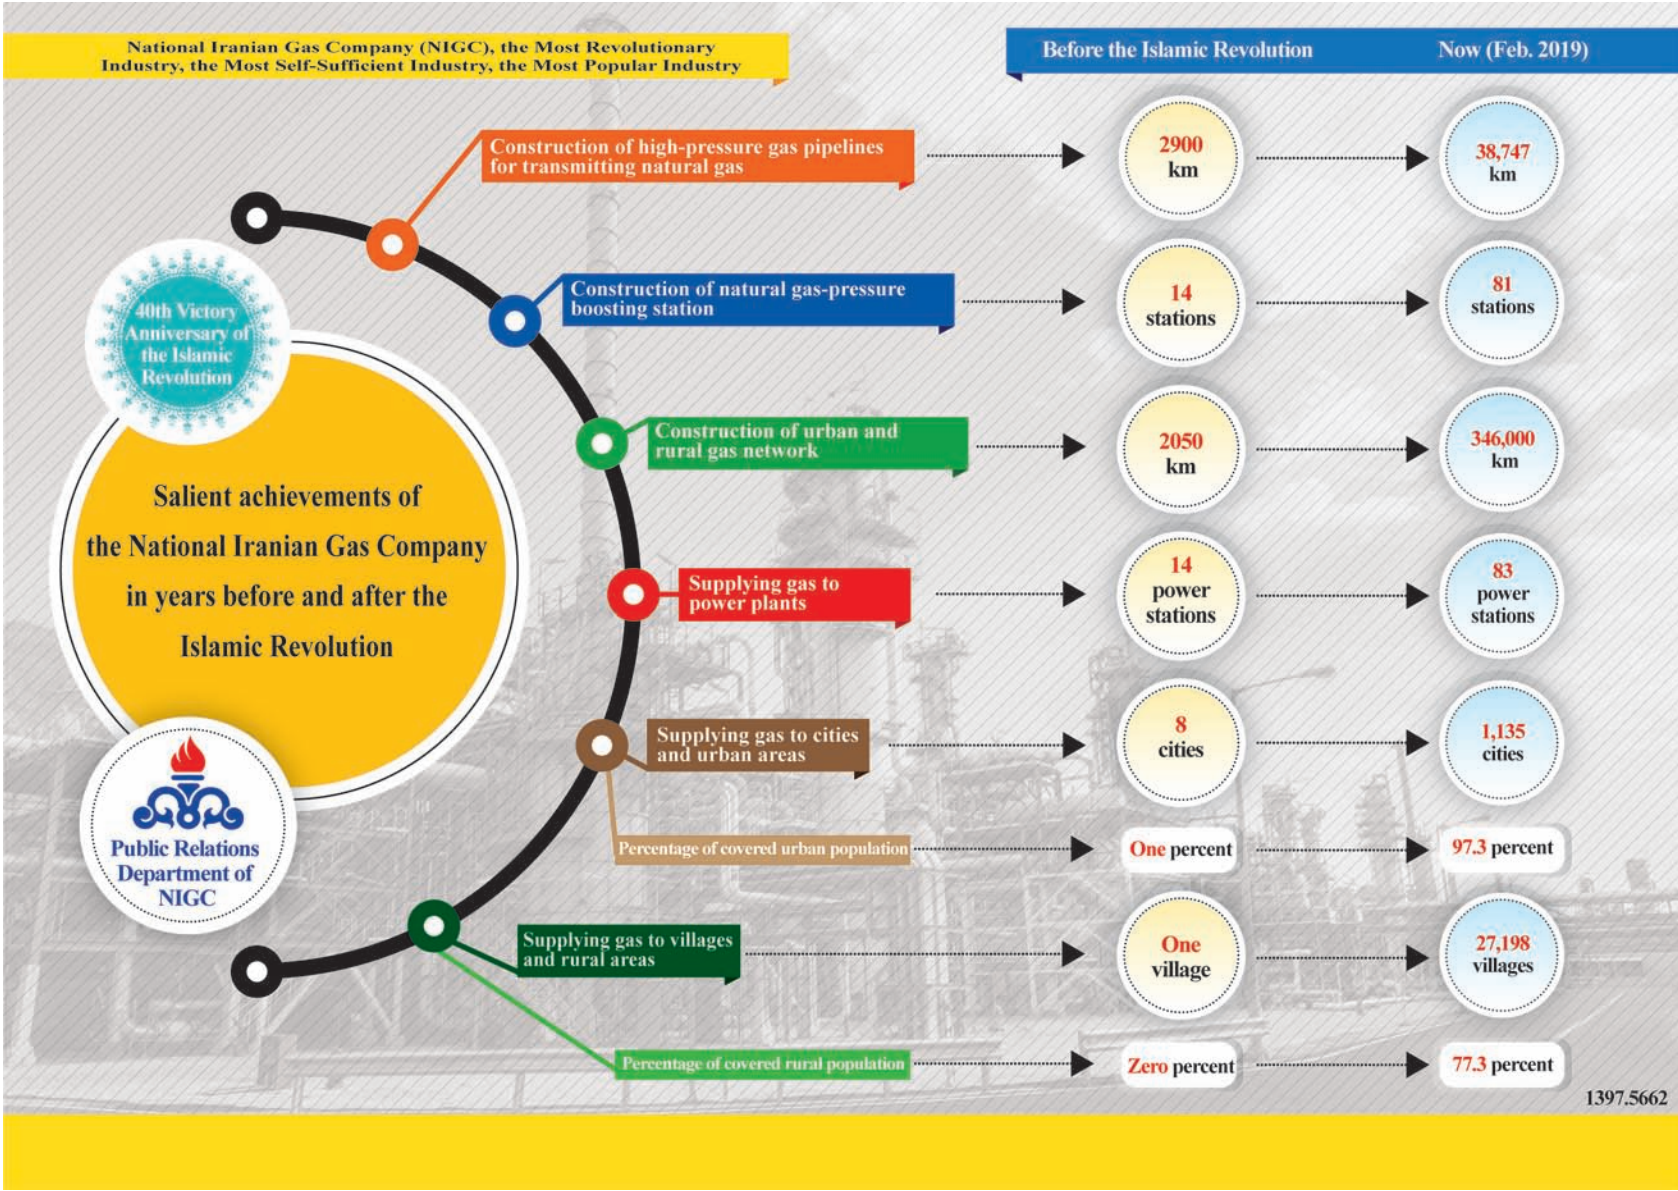 National Iranian Gas Company (NIGC), the Most Revolutionary
Industry, the Most Self-Sufficient Industry, the Most Popular Industry
Before the Islamic Revolution
Now (Feb. 2019)
Construction of high-pressure gas pipelines
for transmitting natural gas
2900
km
38,747
km
40th Victory
Anniversary of
the Islamic
Revolution
Construction of natural gas-pressure
boosting station
14
stations
81
stations
Construction of urban and
rural gas network
2050
km
346,000
km
Salient achievements of
the National Iranian Gas Company
in years before and after the
Islamic Revolution
Supplying gas to
power plants
14
power
stations
83
power
stations
Supplying gas to cities
and urban areas
8
cities
1,135
cities
Percentage of covered urban population
One percent
97.3 percent
Public Relations
Department of
NIGC
Supplying gas to villages
and rural areas
One
village
27,198
villages
Percentage of covered rural population
Zero percent
77.3 percent
1397.5662